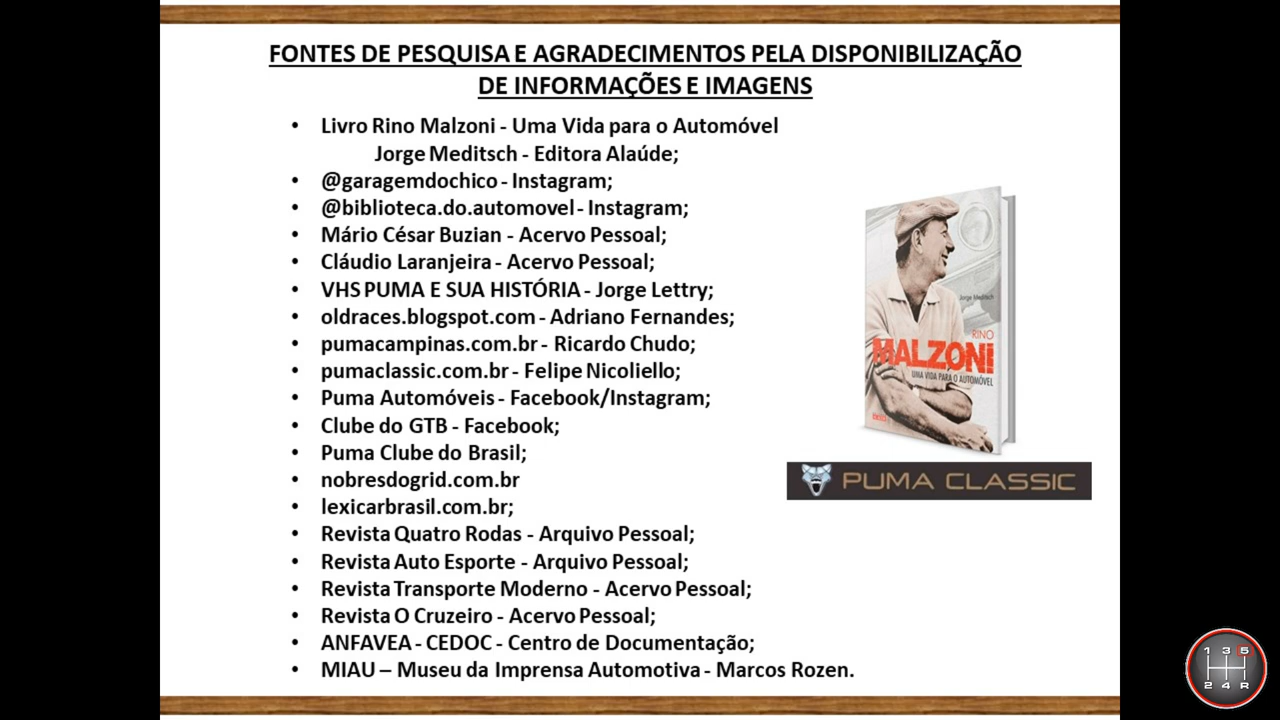 FONTES DE PESQUISA E AGRADECIMENTOS PELA DISPONIBILIZAÇÃO
DE INFORMAÇÕES E IMAGENS
• Livro Rino Malzoni - Uma Vida para o Automóvel
Jorge Meditsch - Editora Alaúde;
• @garagemdochico - Instagram;
• @biblioteca.do.automovel - Instagram;
• Mário César Buzian - Acervo Pessoal;
• Cláudio Laranjeira - Acervo Pessoal;
• VHS PUMA E SUA HISTÓRIA - Jorge Lettry;
• oldraces.blogspot.com - Adriano Fernandes;
• pumacampinas.com.br - Ricardo Chudo;
• pumaclassic.com.br - Felipe Nicoliello;
• Puma Automóveis - Facebook/Instagram;
• Clube do GTB - Facebook;
• Puma Clube do Brasil;
• nobresdogrid.com.br
• lexicarbrasil.com.br;
• Revista Quatro Rodas - Arquivo Pessoal;
• Revista Auto Esporte - Arquivo Pessoal;
• Revista Transporte Moderno - Acervo Pessoal;
• Revista O Cruzeiro - Acervo Pessoal;
• ANFAVEA - CEDOC - Centro de Documentação;
• MIAU – Museu da Imprensa Automotiva - Marcos Rozen.
Jorge Meditsch
RINO
MALZONI
UMA VIDA PARA O AUTOMÓVEL
PUMA CLASSIC
1 3 5
2 4 R